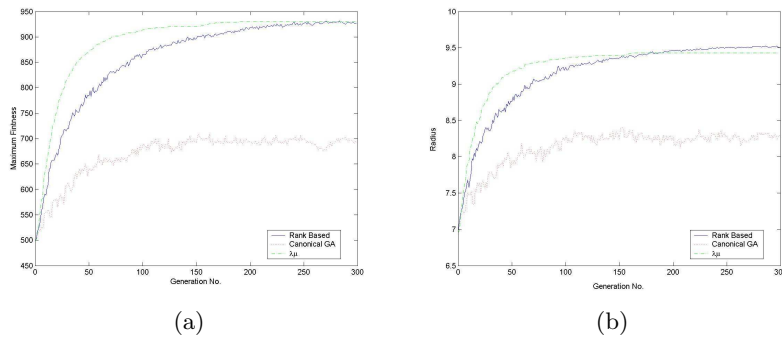 950
900
850
800
750
700
650
600
550
500
450
Maximum Fintness
0
50
100
150
200
250
300
Generation No.
Rank Based
Canonical GA
λμ
(a)
10
9.5
9
8.5
8
7.5
7
6.5
Radius
0
50
100
150
200
250
300
Generation No.
Rank Based
Canonical GA
λμ
(b)